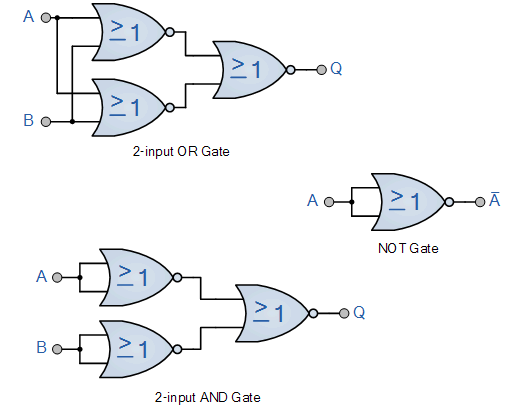 A
≥1
≥1
Q
B
≥1
2-input OR Gate
A
≥1
Ā
NOT Gate
A
≥1
≥1
Q
B
≥1
2-input AND Gate